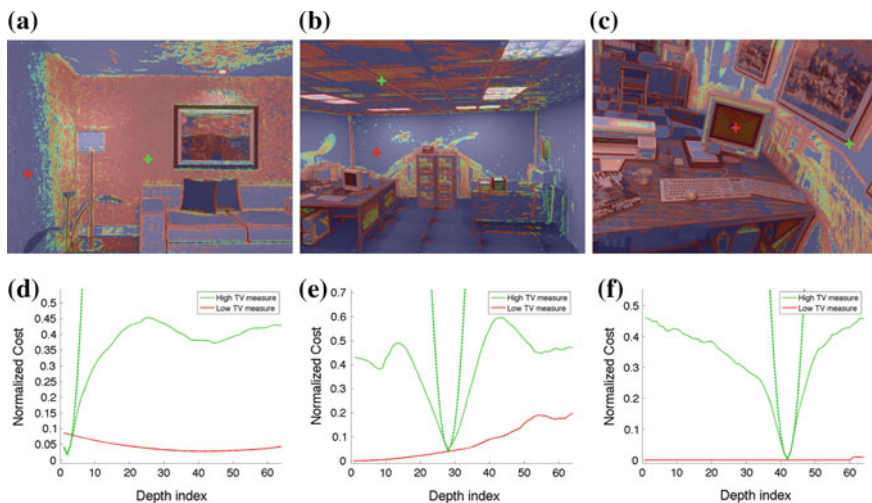 (a)
(b)
(c)
(d)
0.5
0.45
0.4
0.35
0.3
0.25
0.2
0.15
0.1
0.05
0
Normalized Cost
High TV measure
Low TV measure
0 10 20 30 40 50 60
Depth index
(e)
0.7
0.6
0.5
0.4
0.3
0.2
0.1
0
Normalized Cost
High TV measure
Low TV measure
0 10 20 30 40 50 60
Depth index
(f)
0.5
0.4
0.3
0.2
0.1
0
Normalized Cost
High TV measure
Low TV measure
0 10 20 30 40 50 60
Depth index